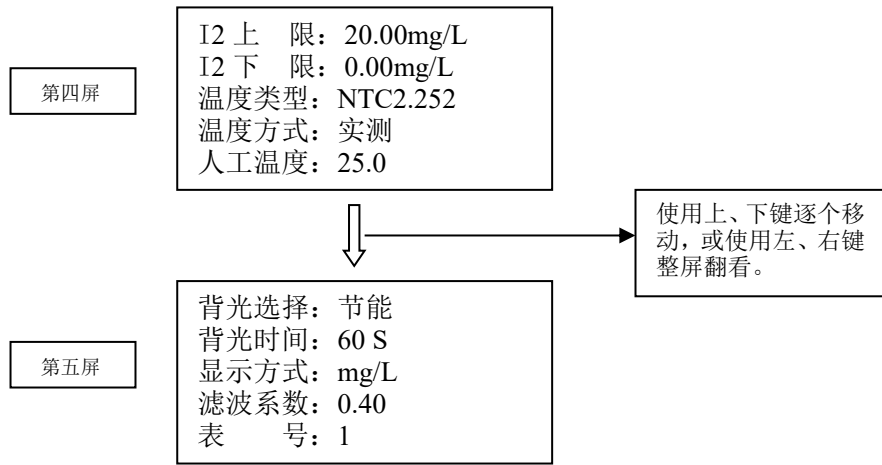 第四屏
I2 上　限：20.00mg/L
I2 下　限：0.00mg/L
温度类型：NTC2.252
温度方式：实测
人工温度：25.0
使用上、下键逐个移
动，或使用左、右键
整屏翻看。
第五屏
背光选择：节能
背光时间：60 S
显示方式：mg/L
滤波系数：0.40
表　　号：1